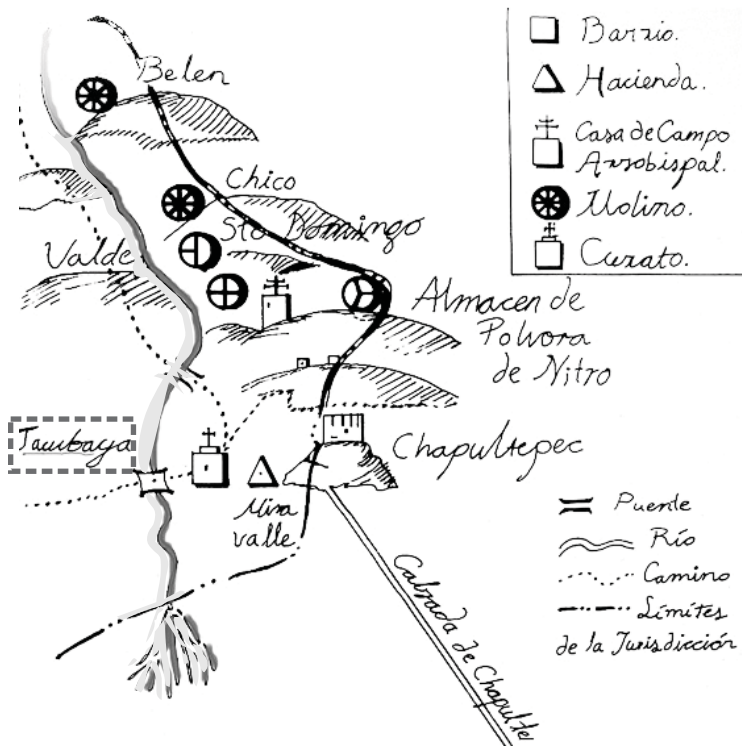 Belen
Chico
Sto Domingo
Valde
Almacen de
Polvora
de Nitro
Tacubaya
Chapultepec
Mira
valle
Calzada de Chapulte
Barrio.
Hacienda.
Casa de Campo
Arzobispal.
Molino.
Curato.
Puente
Río
Camino
Límites
de la Jurisdicción